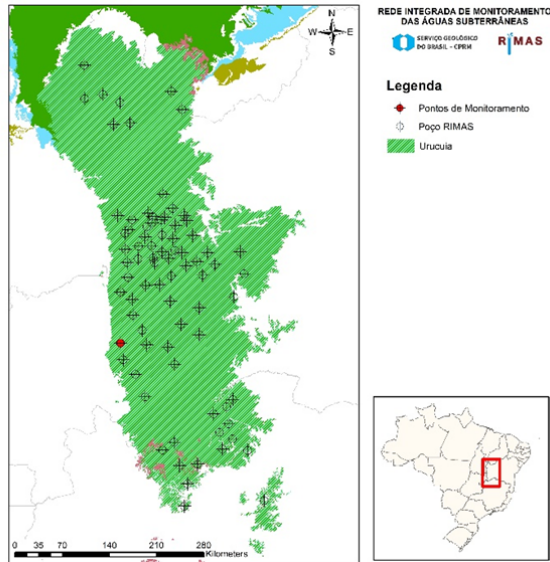 REDE INTEGRADA DE MONITORAMENTO
DAS ÁGUAS SUBTERRÂNEAS
SERVIÇO GEOLÓGICO
DO BRASIL - CPRM
RIMAS
Legenda
Pontos de Monitoramento
Poço RIMAS
Urucuia
N
W E
S
0 35 70 140 210 280
Kilometers